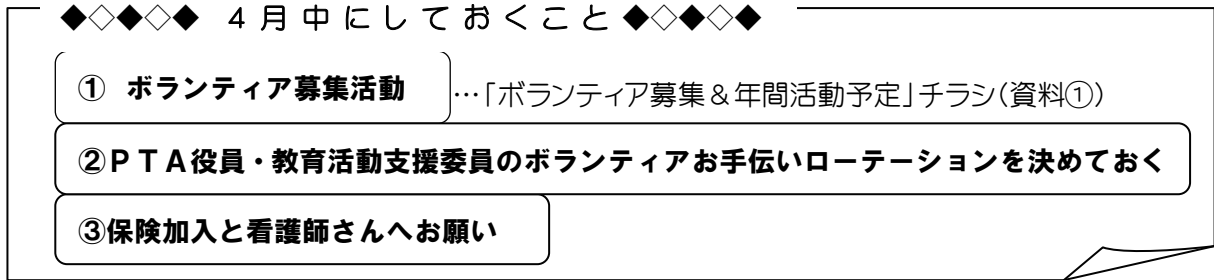 ◆◇◆◇◆ 4月中にしておくこと◆◇◆◇◆
① ボランティア募集活動 …「ボランティア募集&年間活動予定」チラシ(資料①)
②PTA役員・教育活動支援委員のボランティアお手伝いローテーションを決めておく
③保険加入と看護師さんへお願い